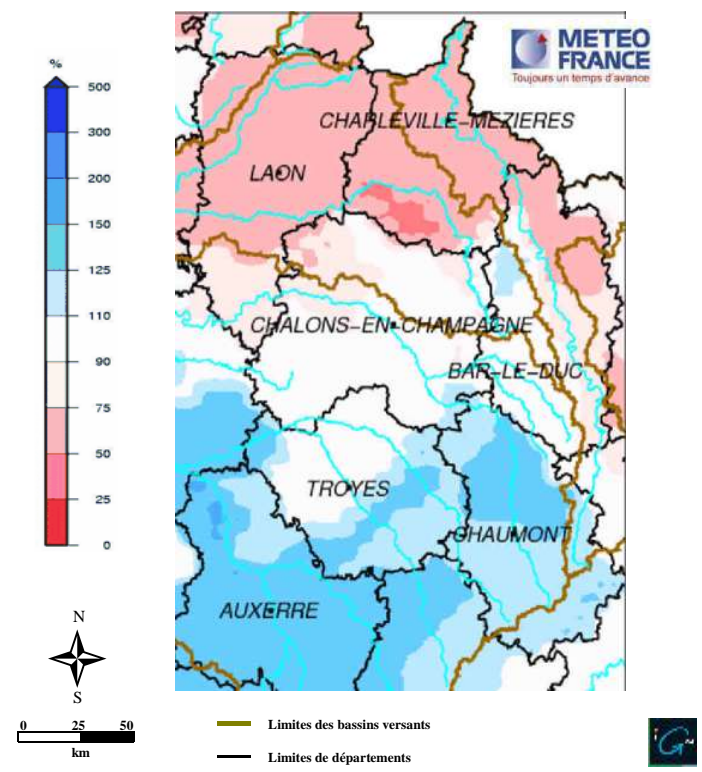 METEO
FRANCE
Toujours un temps d'avance
%
500
300
200
150
125
110
90
75
50
25
0
CHARLEVILLE-MEZIERES
LAON
CHALONS-EN-CHAMPAGNE
BAR-LE-DUC
TROYES
CHAUMONT
AUXERRE
N
S
0 25 50
km
Limites des bassins versants
Limites de départements